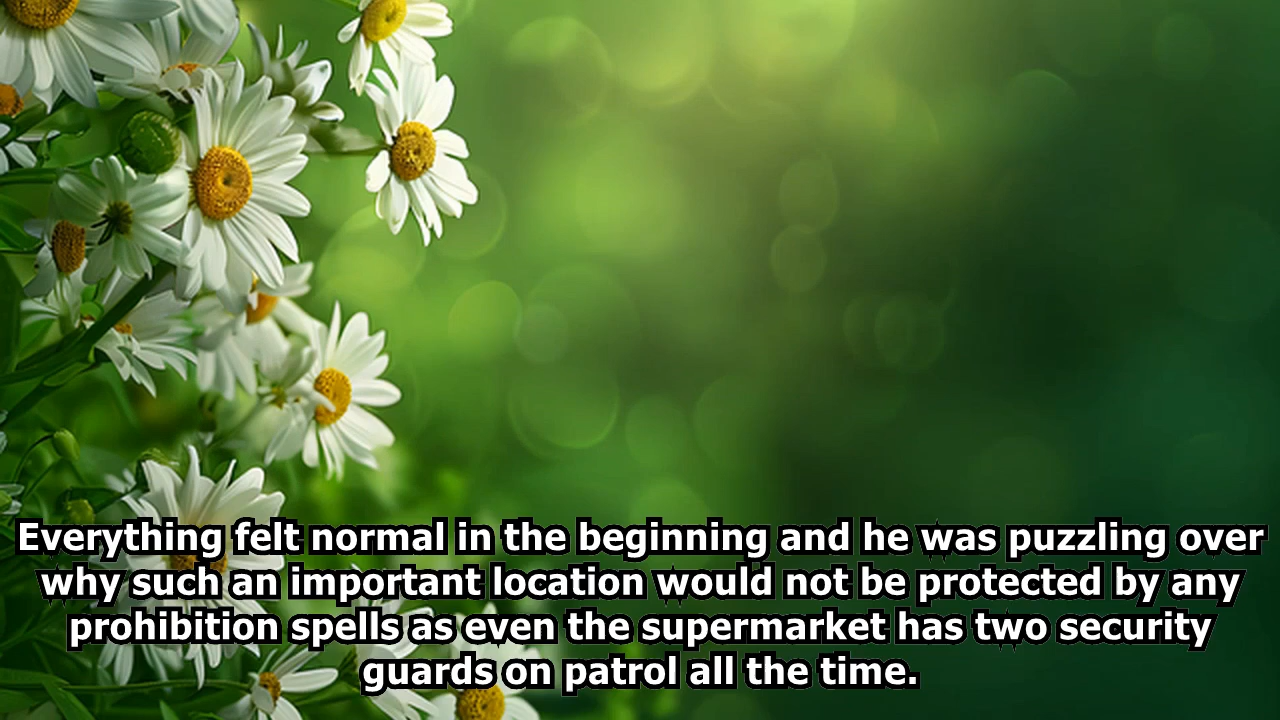 Everything felt normal in the beginning and he was puzzling over
why such an important location would not be protected by any
prohibition spells as even the supermarket has two security
guards on patrol all the time.